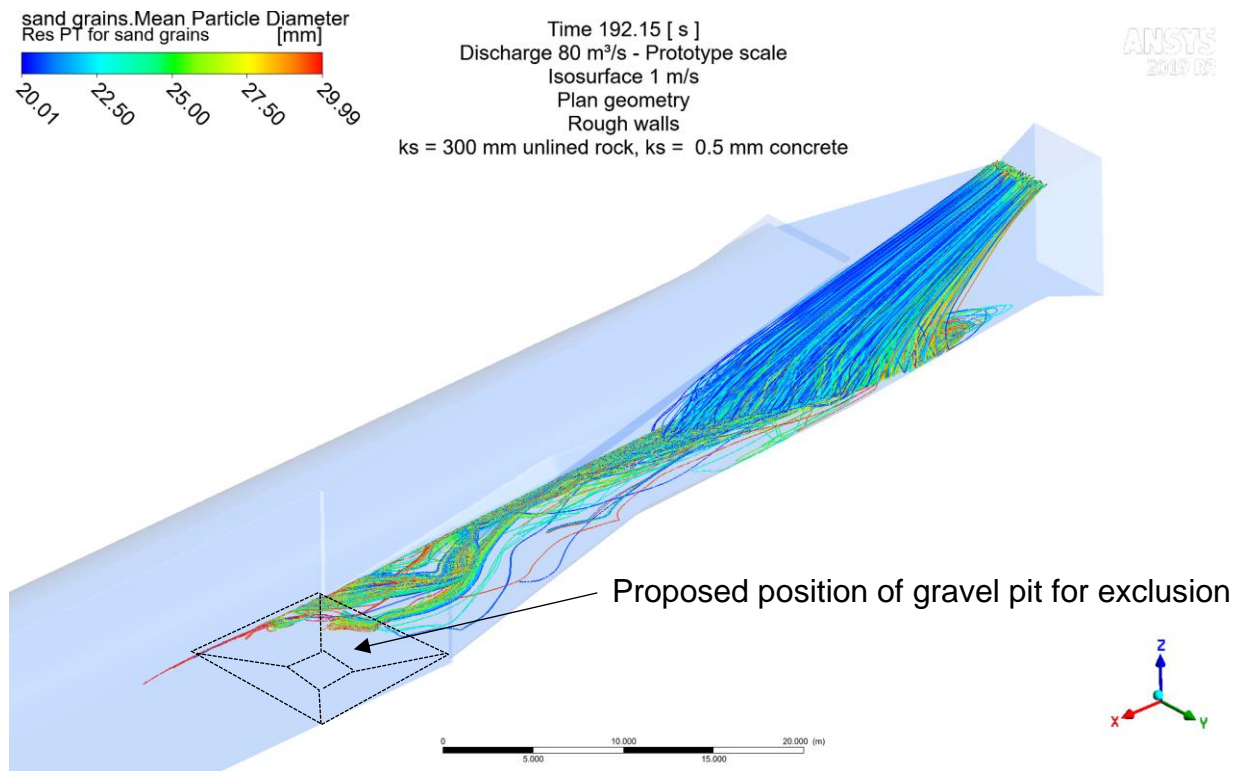 sand grains.Mean Particle Diameter
Res PT for sand grains [mm]
20.01 22.50 25.00 27.50 29.99
Time 192.15 [ s ]
Discharge 80 m³/s - Prototype scale
Isosurface 1 m/s
Plan geometry
Rough walls
ks = 300 mm unlined rock, ks =  0.5 mm concrete
ANSYS
2019 R2
Proposed position of gravel pit for exclusion
Z
X
Y
0 10.000 20.000 (m)
5.000 15.000